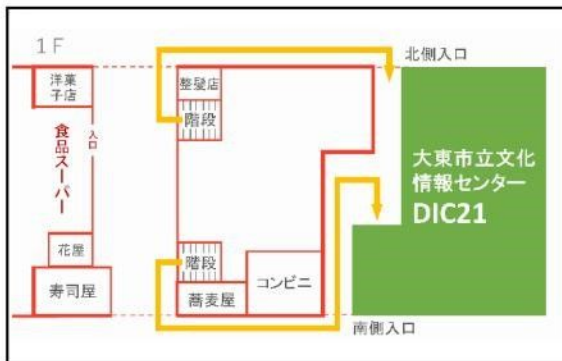 1F
北側入口
洋菓
子店
整髪店
階段
入口
食品スーパー
大東市立文化
情報センター
DIC21
花屋
階段
コンビニ
寿司屋
蕎麦屋
南側入口